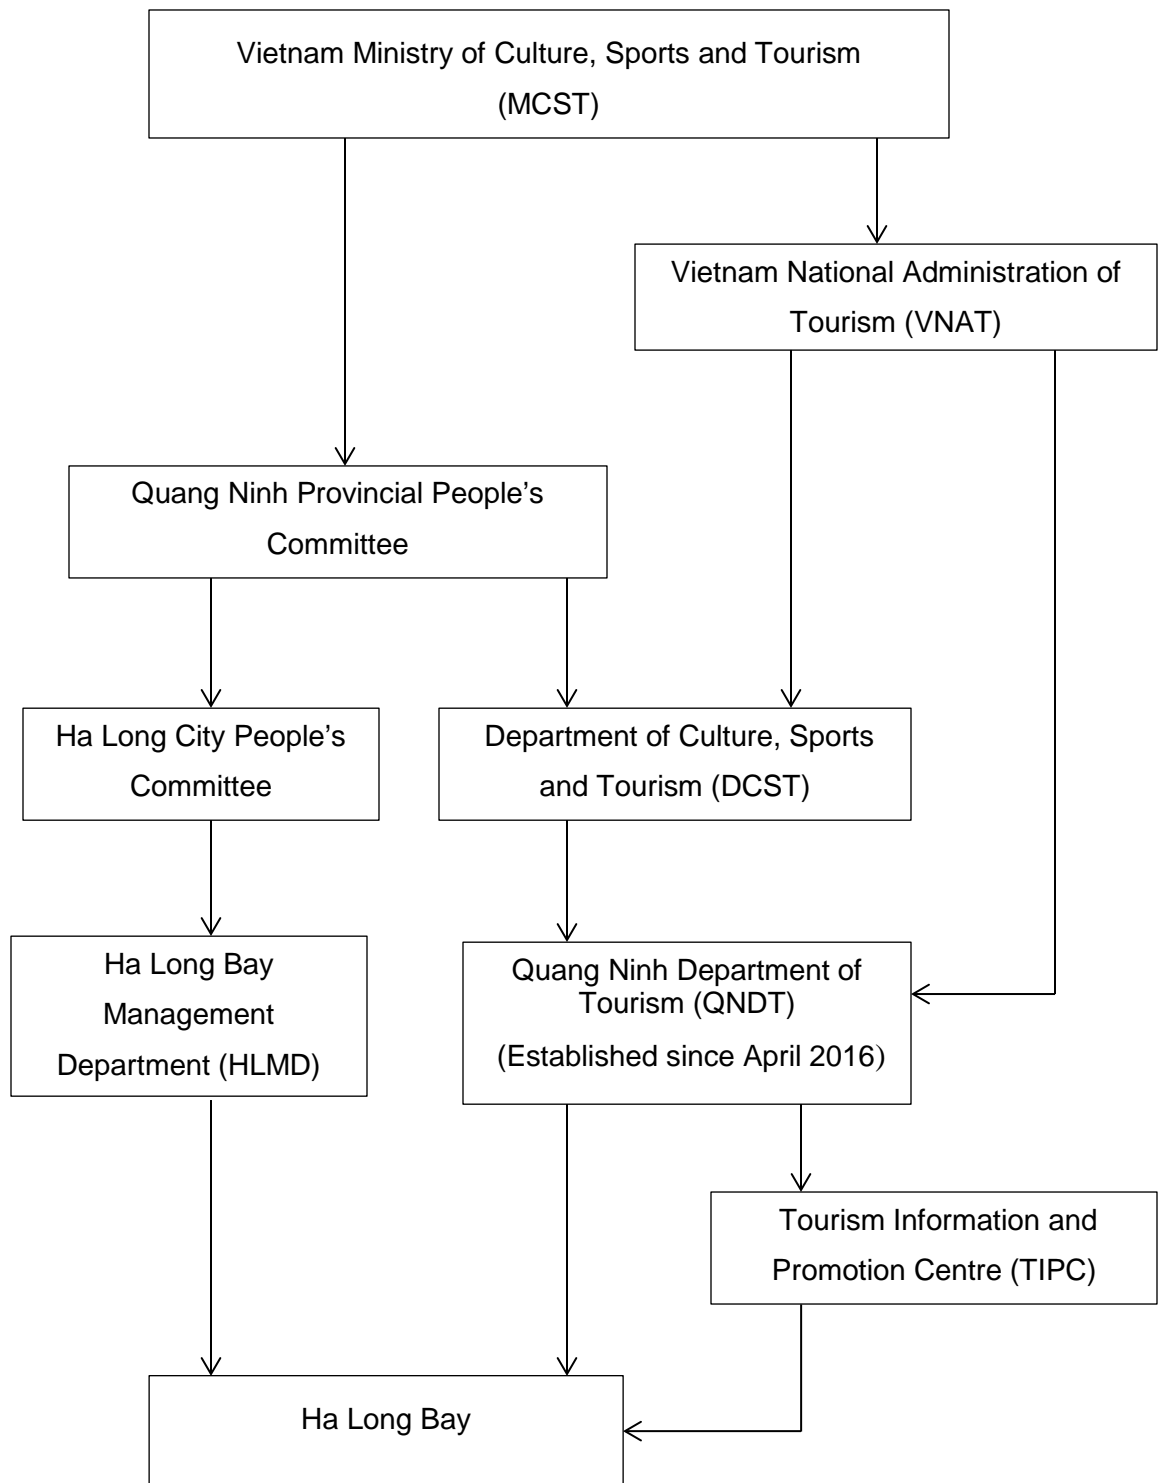 Vietnam Ministry of Culture, Sports and Tourism
(MCST)
Vietnam National Administration of
Tourism (VNAT)
Quang Ninh Provincial People’s
Committee
Ha Long City People’s
Committee
Department of Culture, Sports
and Tourism (DCST)
Ha Long Bay
Management
Department (HLMD)
Quang Ninh Department of
Tourism (QNDT)
(Established since April 2016)
Tourism Information and
Promotion Centre (TIPC)
Ha Long Bay